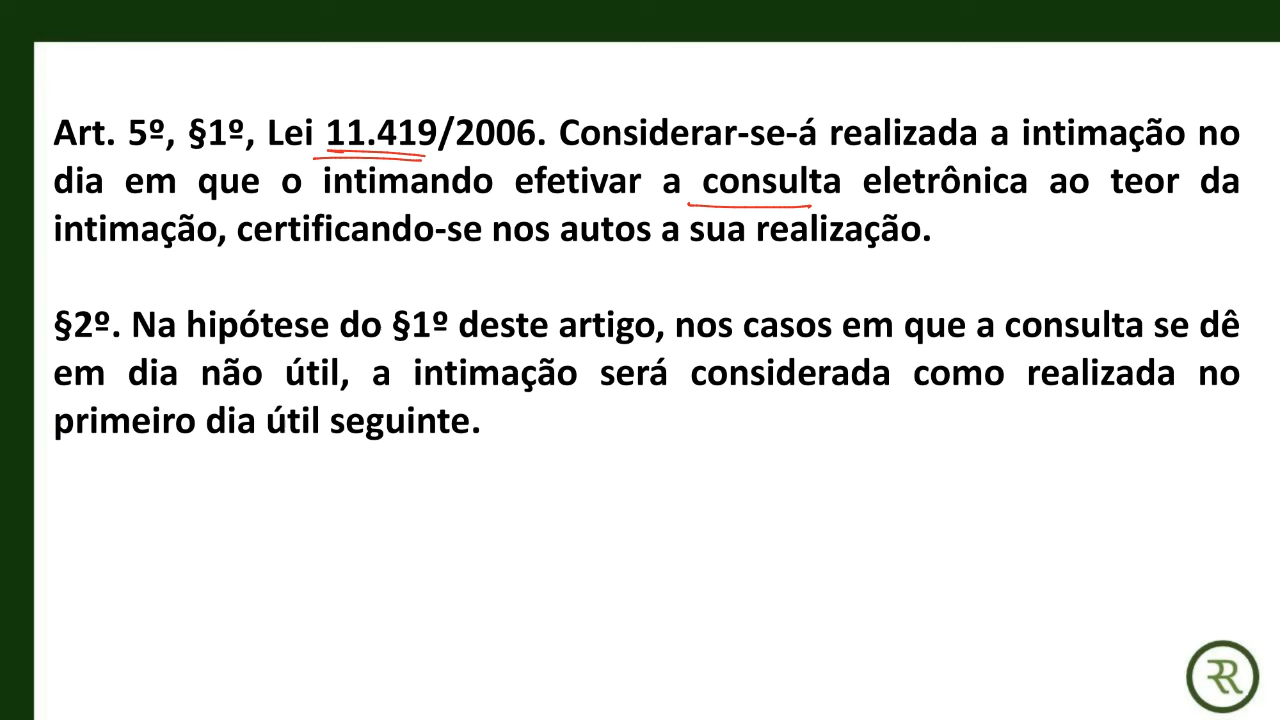 Art. 5º, §1º, Lei 11.419/2006. Considerar-se-á realizada a intimação no
dia em que o intimando efetivar a consulta eletrônica ao teor da
intimação, certificando-se nos autos a sua realização.
§2º. Na hipótese do §1º deste artigo, nos casos em que a consulta se dê
em dia não útil, a intimação será considerada como realizada no
primeiro dia útil seguinte.
RR